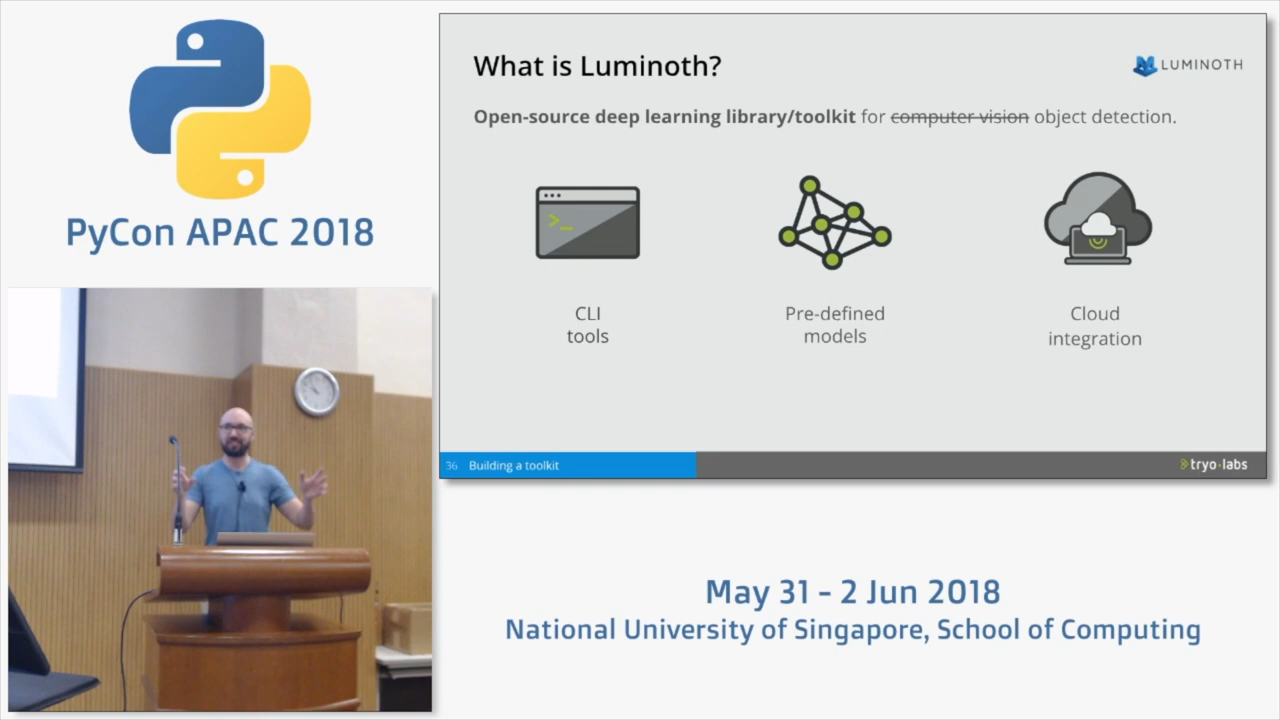 PyCon APAC 2018
What is Luminoth?
LUMINOTH
Open-source deep learning library/toolkit for computer vision object detection.
>_
CLI
tools
Pre-defined
models
Cloud
integration
36 Building a toolkit
tryo labs
May 31 - 2 Jun 2018
National University of Singapore, School of Computing